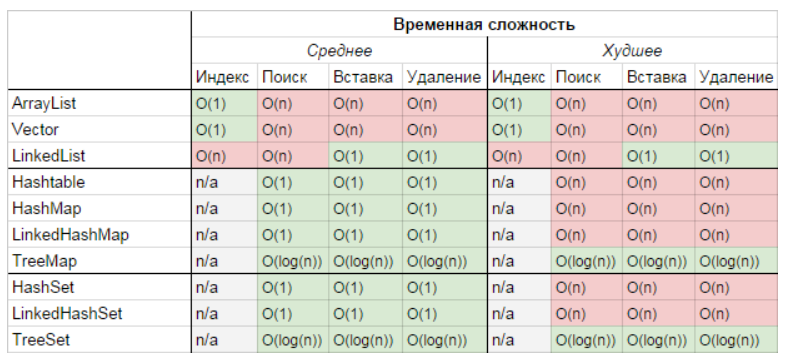 Временная сложность
Среднее Худшее
Индекс Поиск Вставка Удаление Индекс Поиск Вставка Удаление
ArrayList O(1) O(n) O(n) O(n) O(1) O(n) O(n) O(n)
Vector O(1) O(n) O(n) O(n) O(1) O(n) O(n) O(n)
LinkedList O(n) O(n) O(1) O(1) O(n) O(n) O(1) O(1)
Hashtable n/a O(1) O(1) O(1) n/a O(n) O(n) O(n)
HashMap n/a O(1) O(1) O(1) n/a O(n) O(n) O(n)
LinkedHashMap n/a O(1) O(1) O(1) n/a O(n) O(n) O(n)
TreeMap n/a O(log(n)) O(log(n)) O(log(n)) n/a O(log(n)) O(log(n)) O(log(n))
HashSet n/a O(1) O(1) O(1) n/a O(n) O(n) O(n)
LinkedHashSet n/a O(1) O(1) O(1) n/a O(n) O(n) O(n)
TreeSet n/a O(log(n)) O(log(n)) O(log(n)) n/a O(log(n)) O(log(n)) O(log(n))